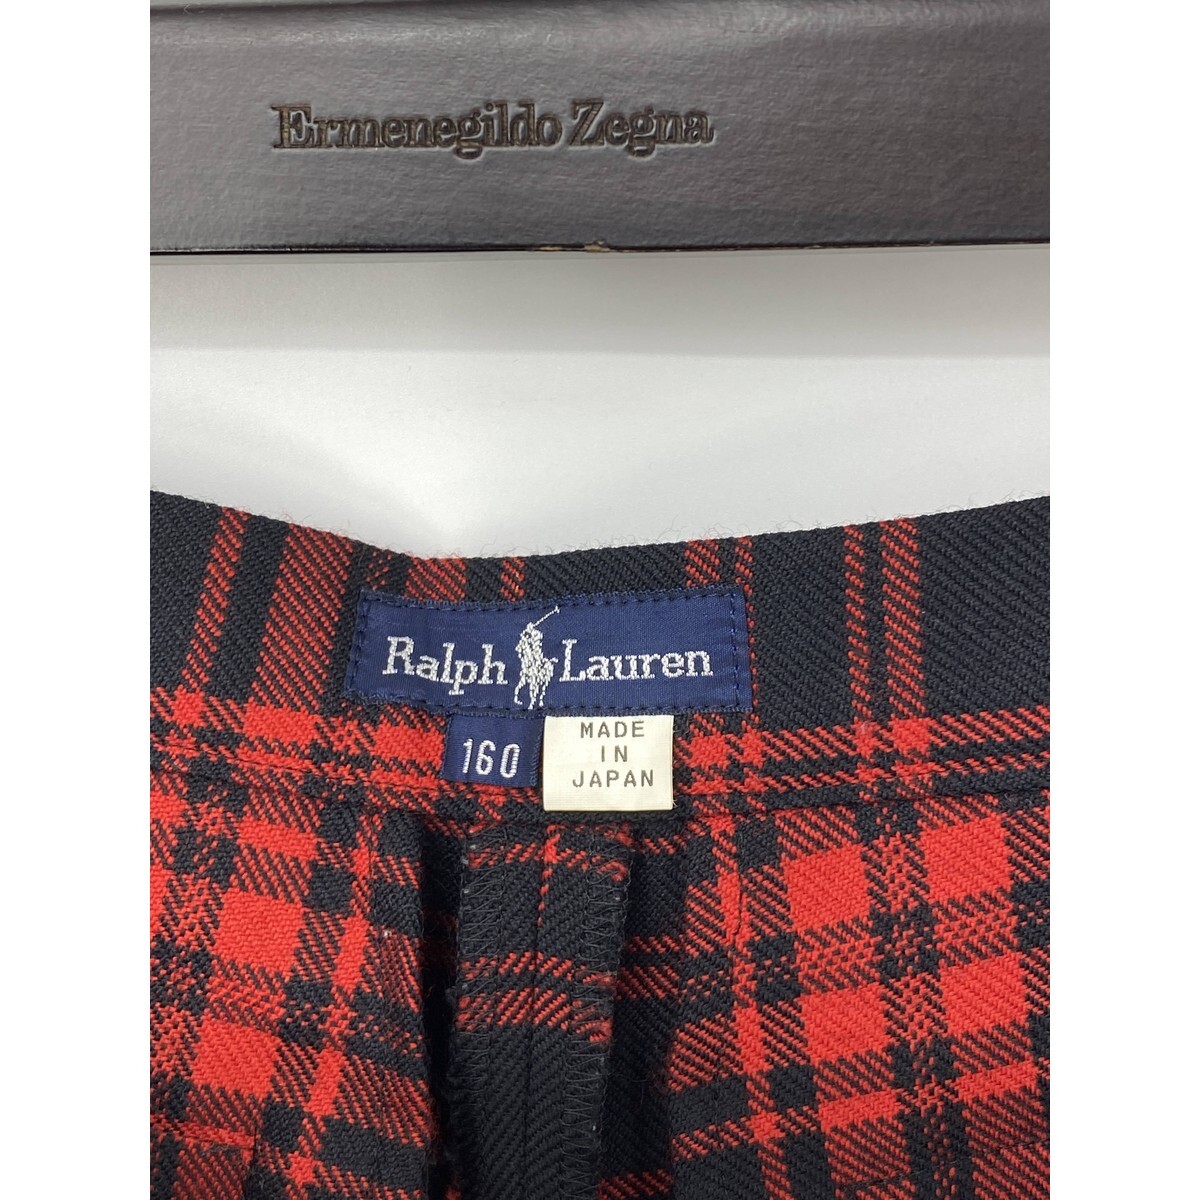 Ermenegildo Zegna
Ralph Lauren
160
MADE
IN
JAPAN